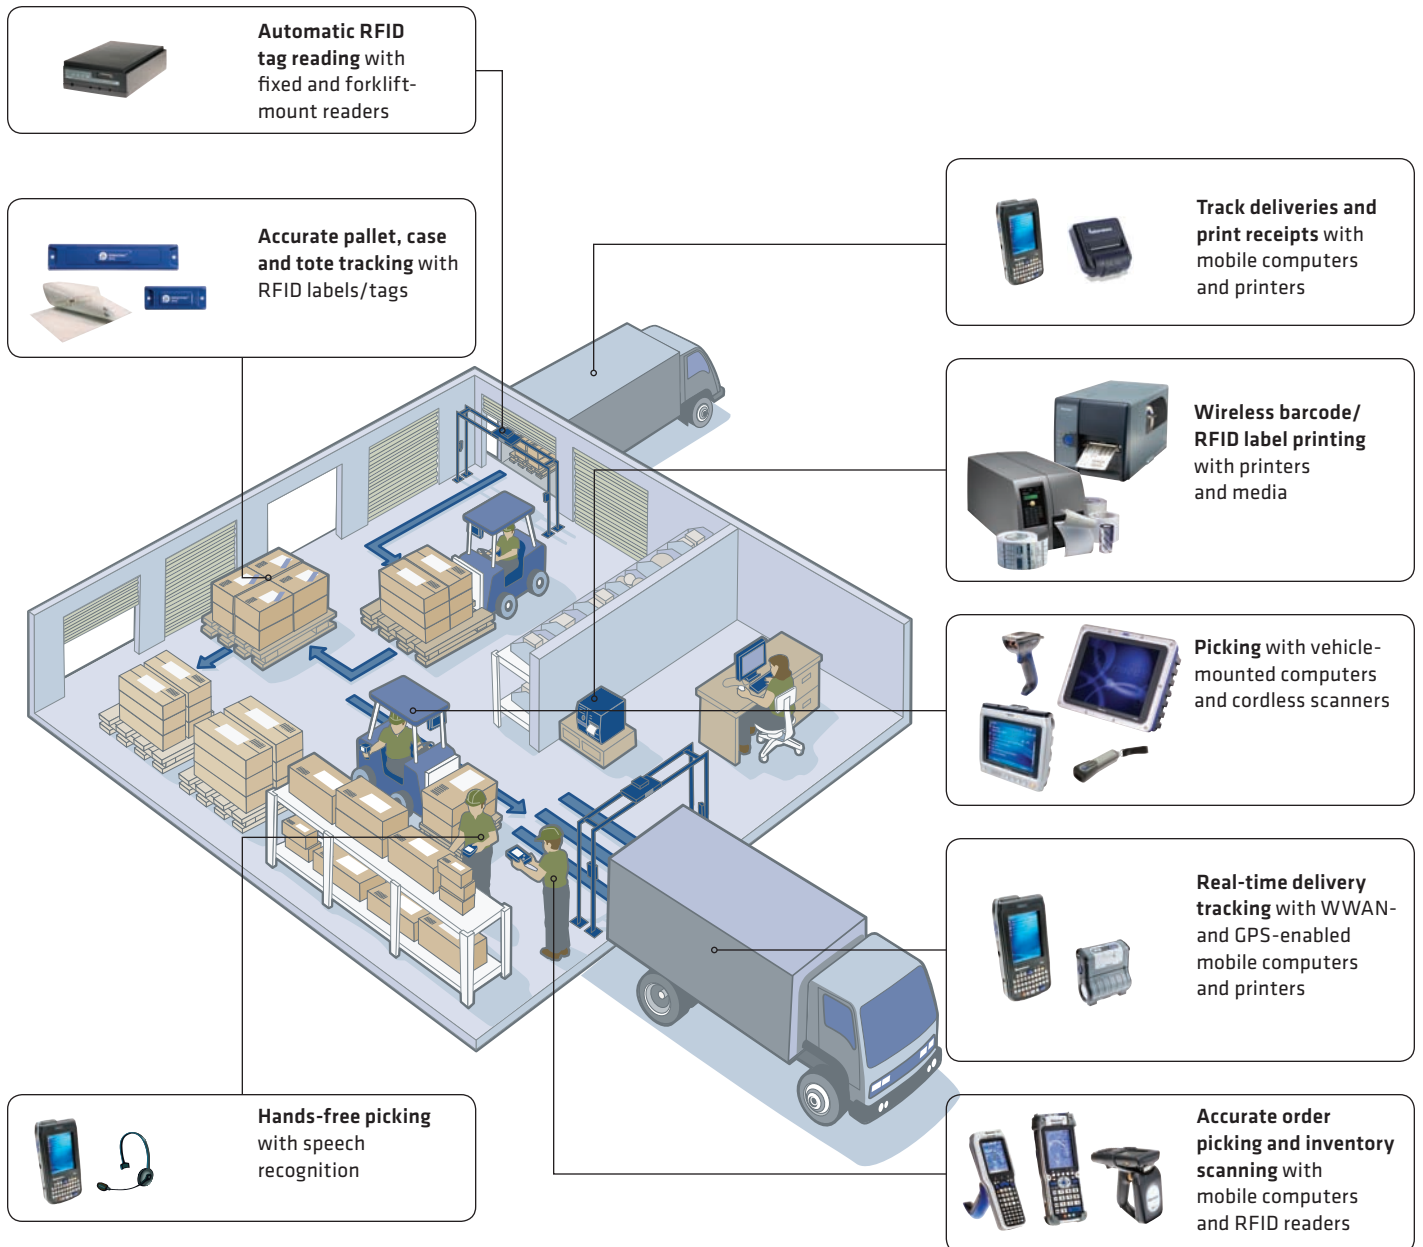 Automatic RFID
tag reading with
fixed and forklift-
mount readers
Accurate pallet, case
and tote tracking with
RFID labels/tags
Track deliveries and
print receipts with
mobile computers
and printers
Wireless barcode/
RFID label printing
with printers
and media
Picking with vehicle-
mounted computers
and cordless scanners
Real-time delivery
tracking with WWAN-
and GPS-enabled
mobile computers
and printers
Hands-free picking
with speech
recognition
Accurate order
picking and inventory
scanning with
mobile computers
and RFID readers